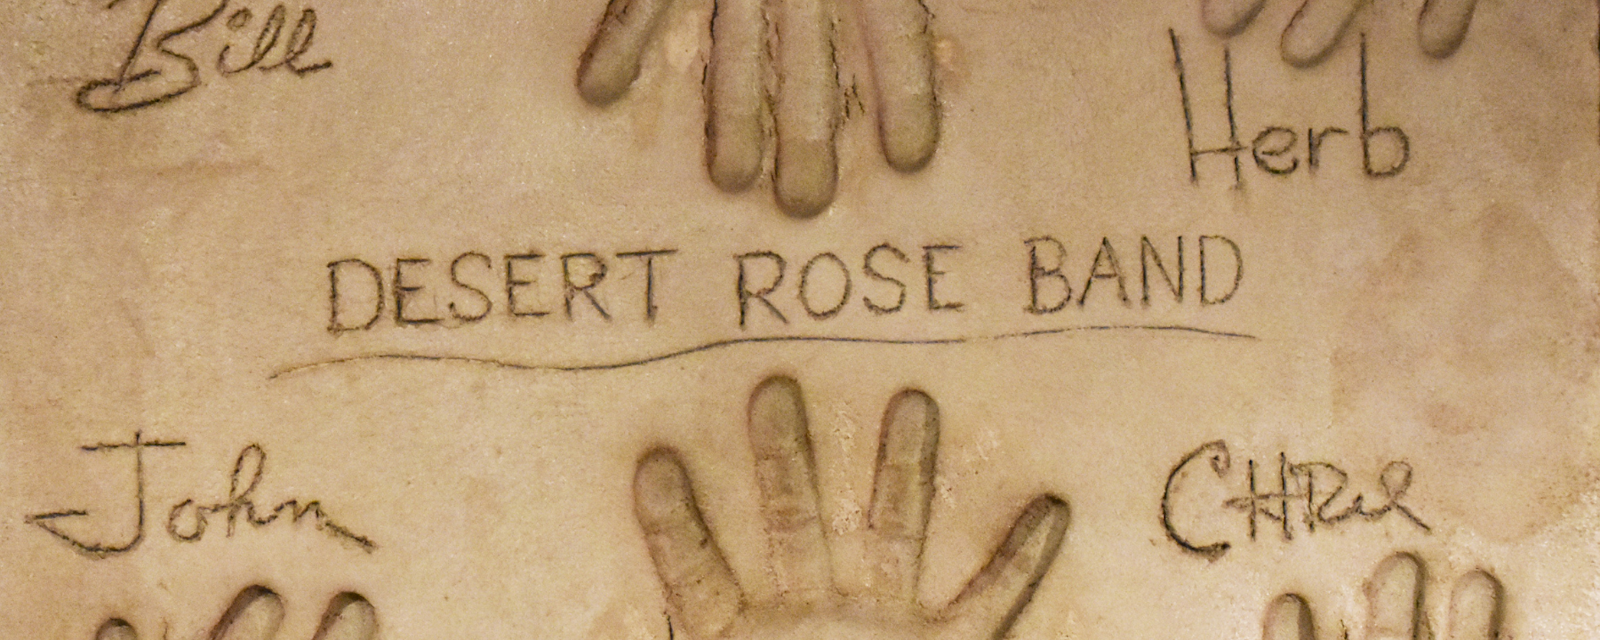 Bill
Herb
DESERT ROSE BAND
John
CHRis